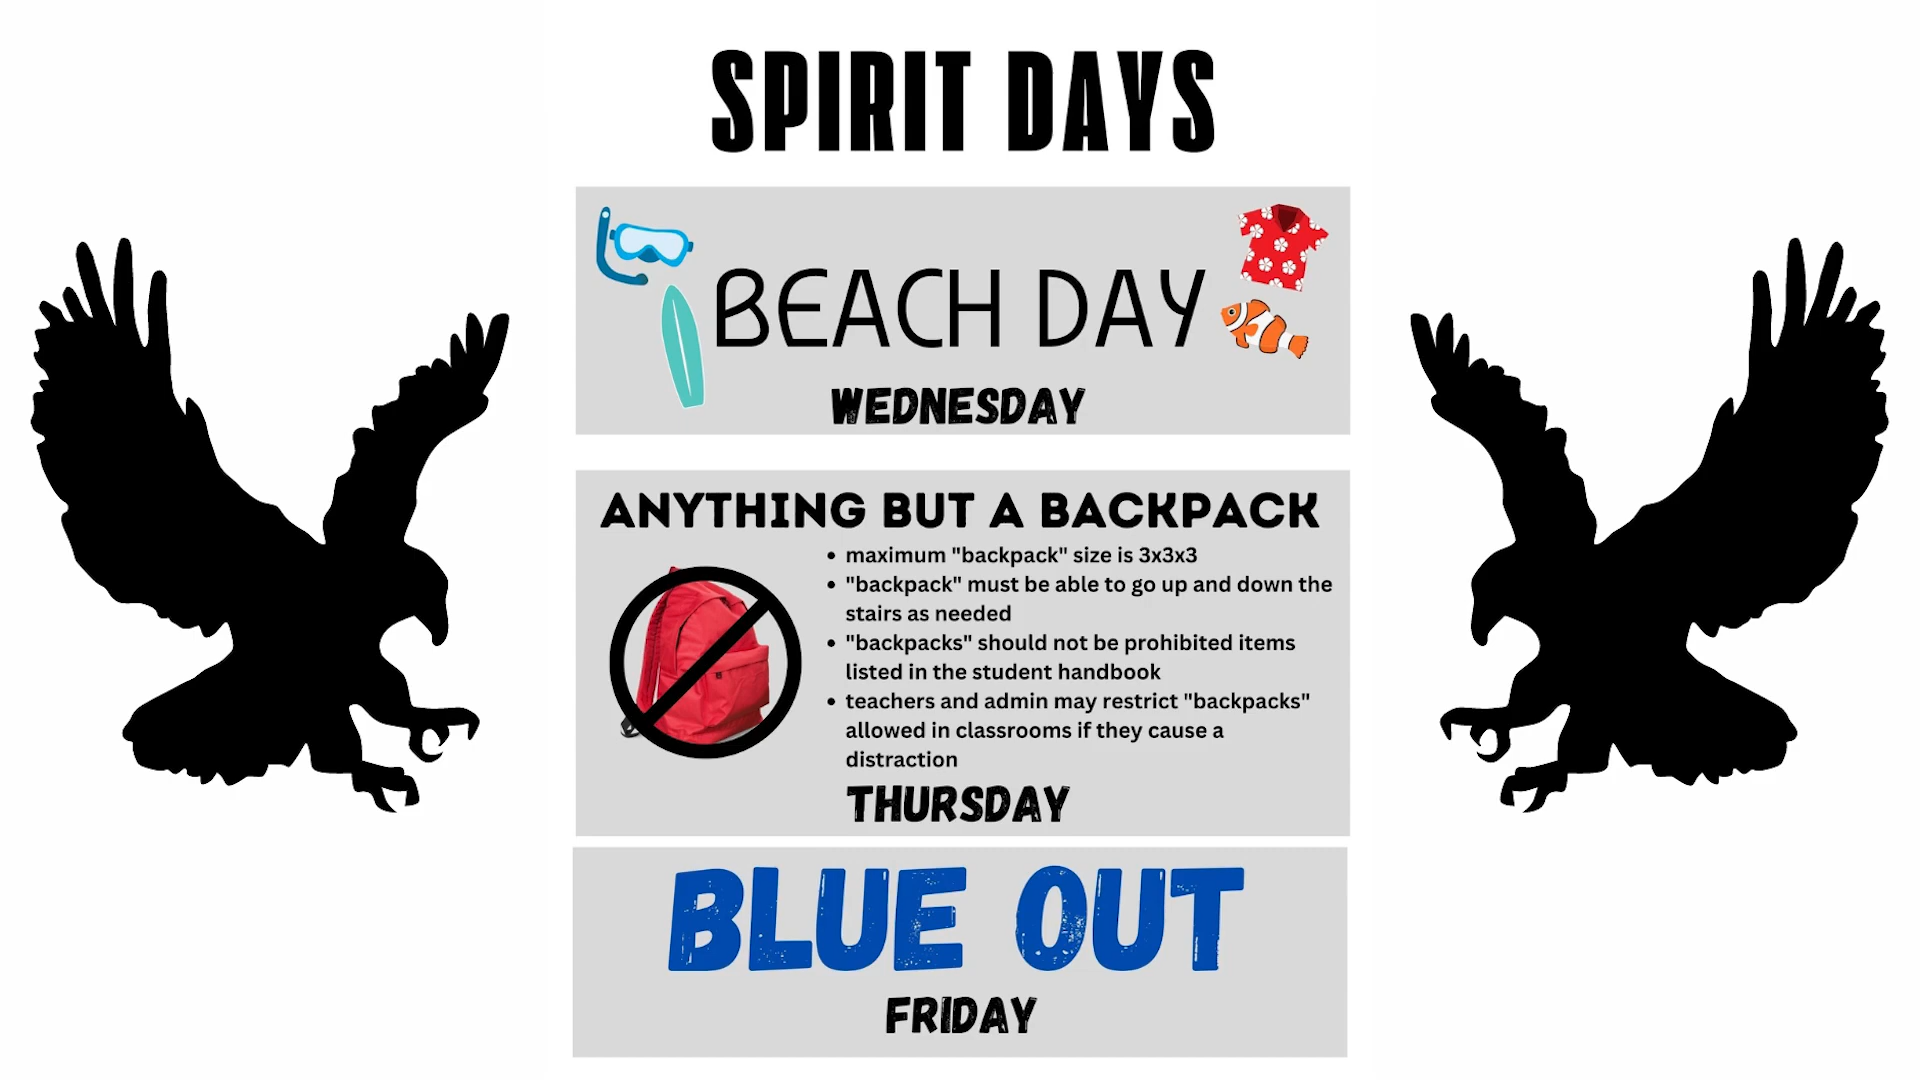 SPIRIT DAYS
BEACH DAY
WEDNESDAY
ANYTHING BUT A BACKPACK
• maximum "backpack" size is 3x3x3
• "backpack" must be able to go up and down the
stairs as needed
• "backpacks" should not be prohibited items
listed in the student handbook
• teachers and admin may restrict "backpacks"
allowed in classrooms if they cause a
distraction
THURSDAY
BLUE OUT
FRIDAY